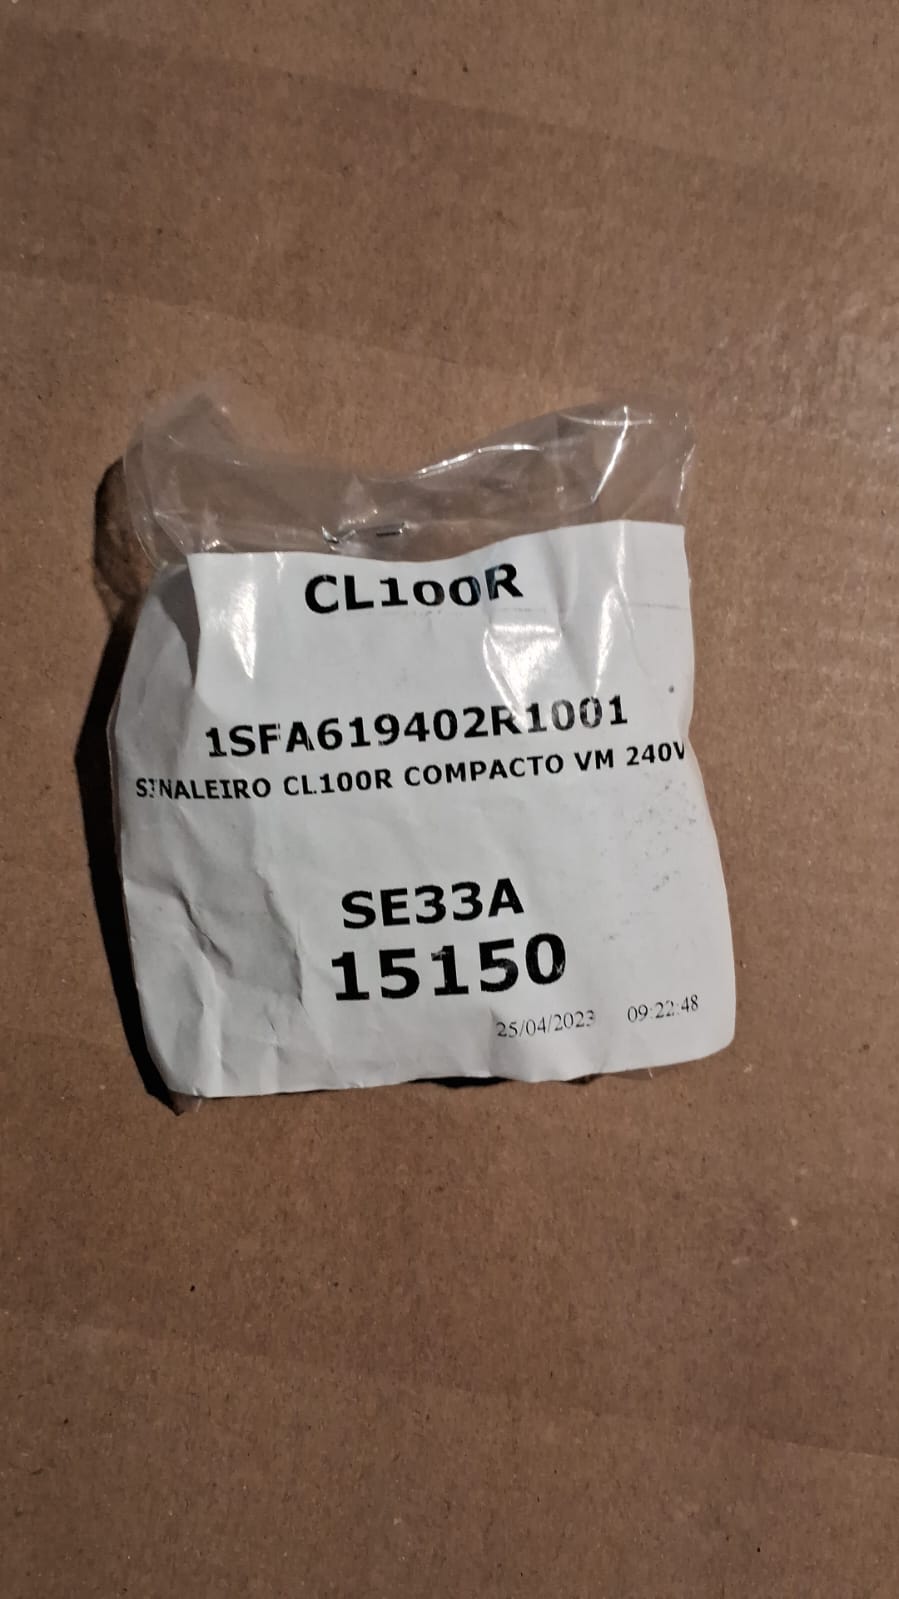 CL100R
1SFA619402R1001
SINALEIRO CL100R COMPACTO VM 240V
SE33A
15150
25/04/2023 09:22:48